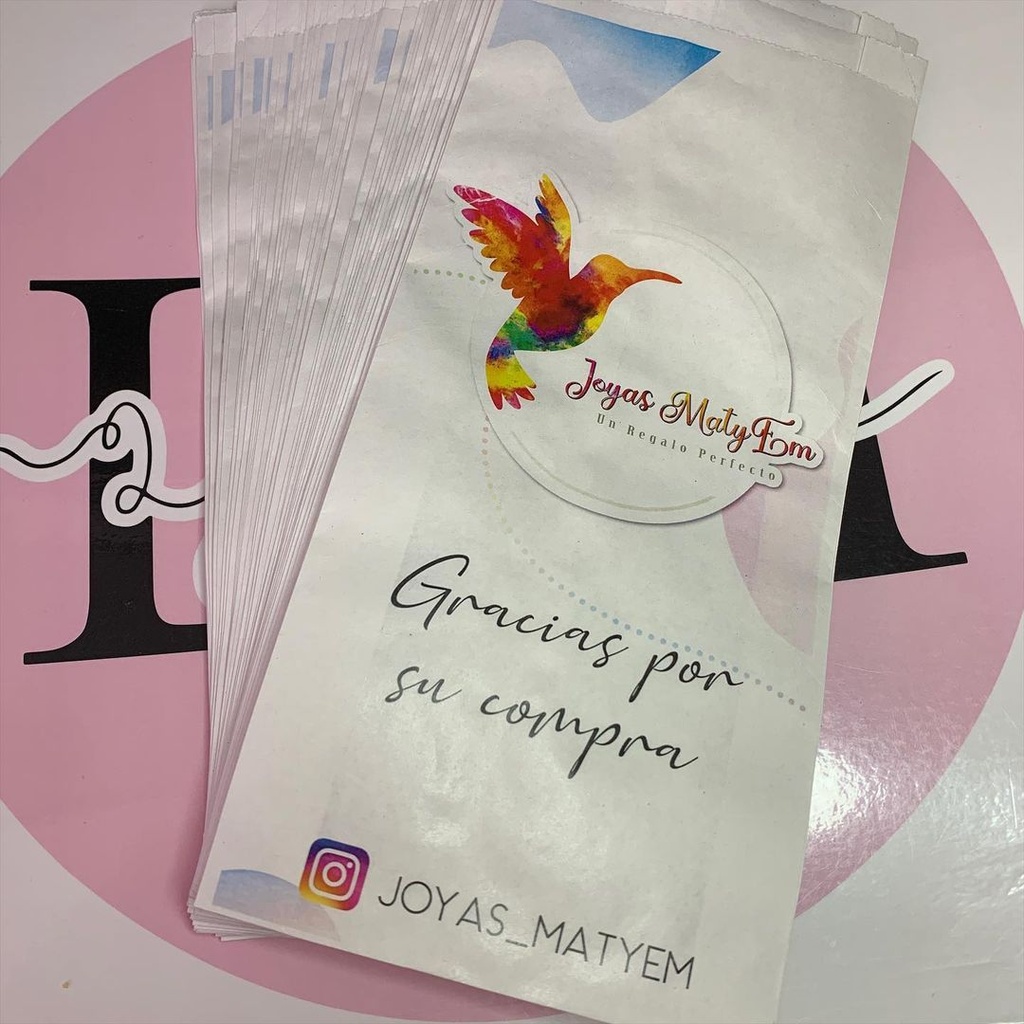 Joyas MatyEm
Un Regalo Perfecto
Gracias por
su compra
JOYAS_MATYEM